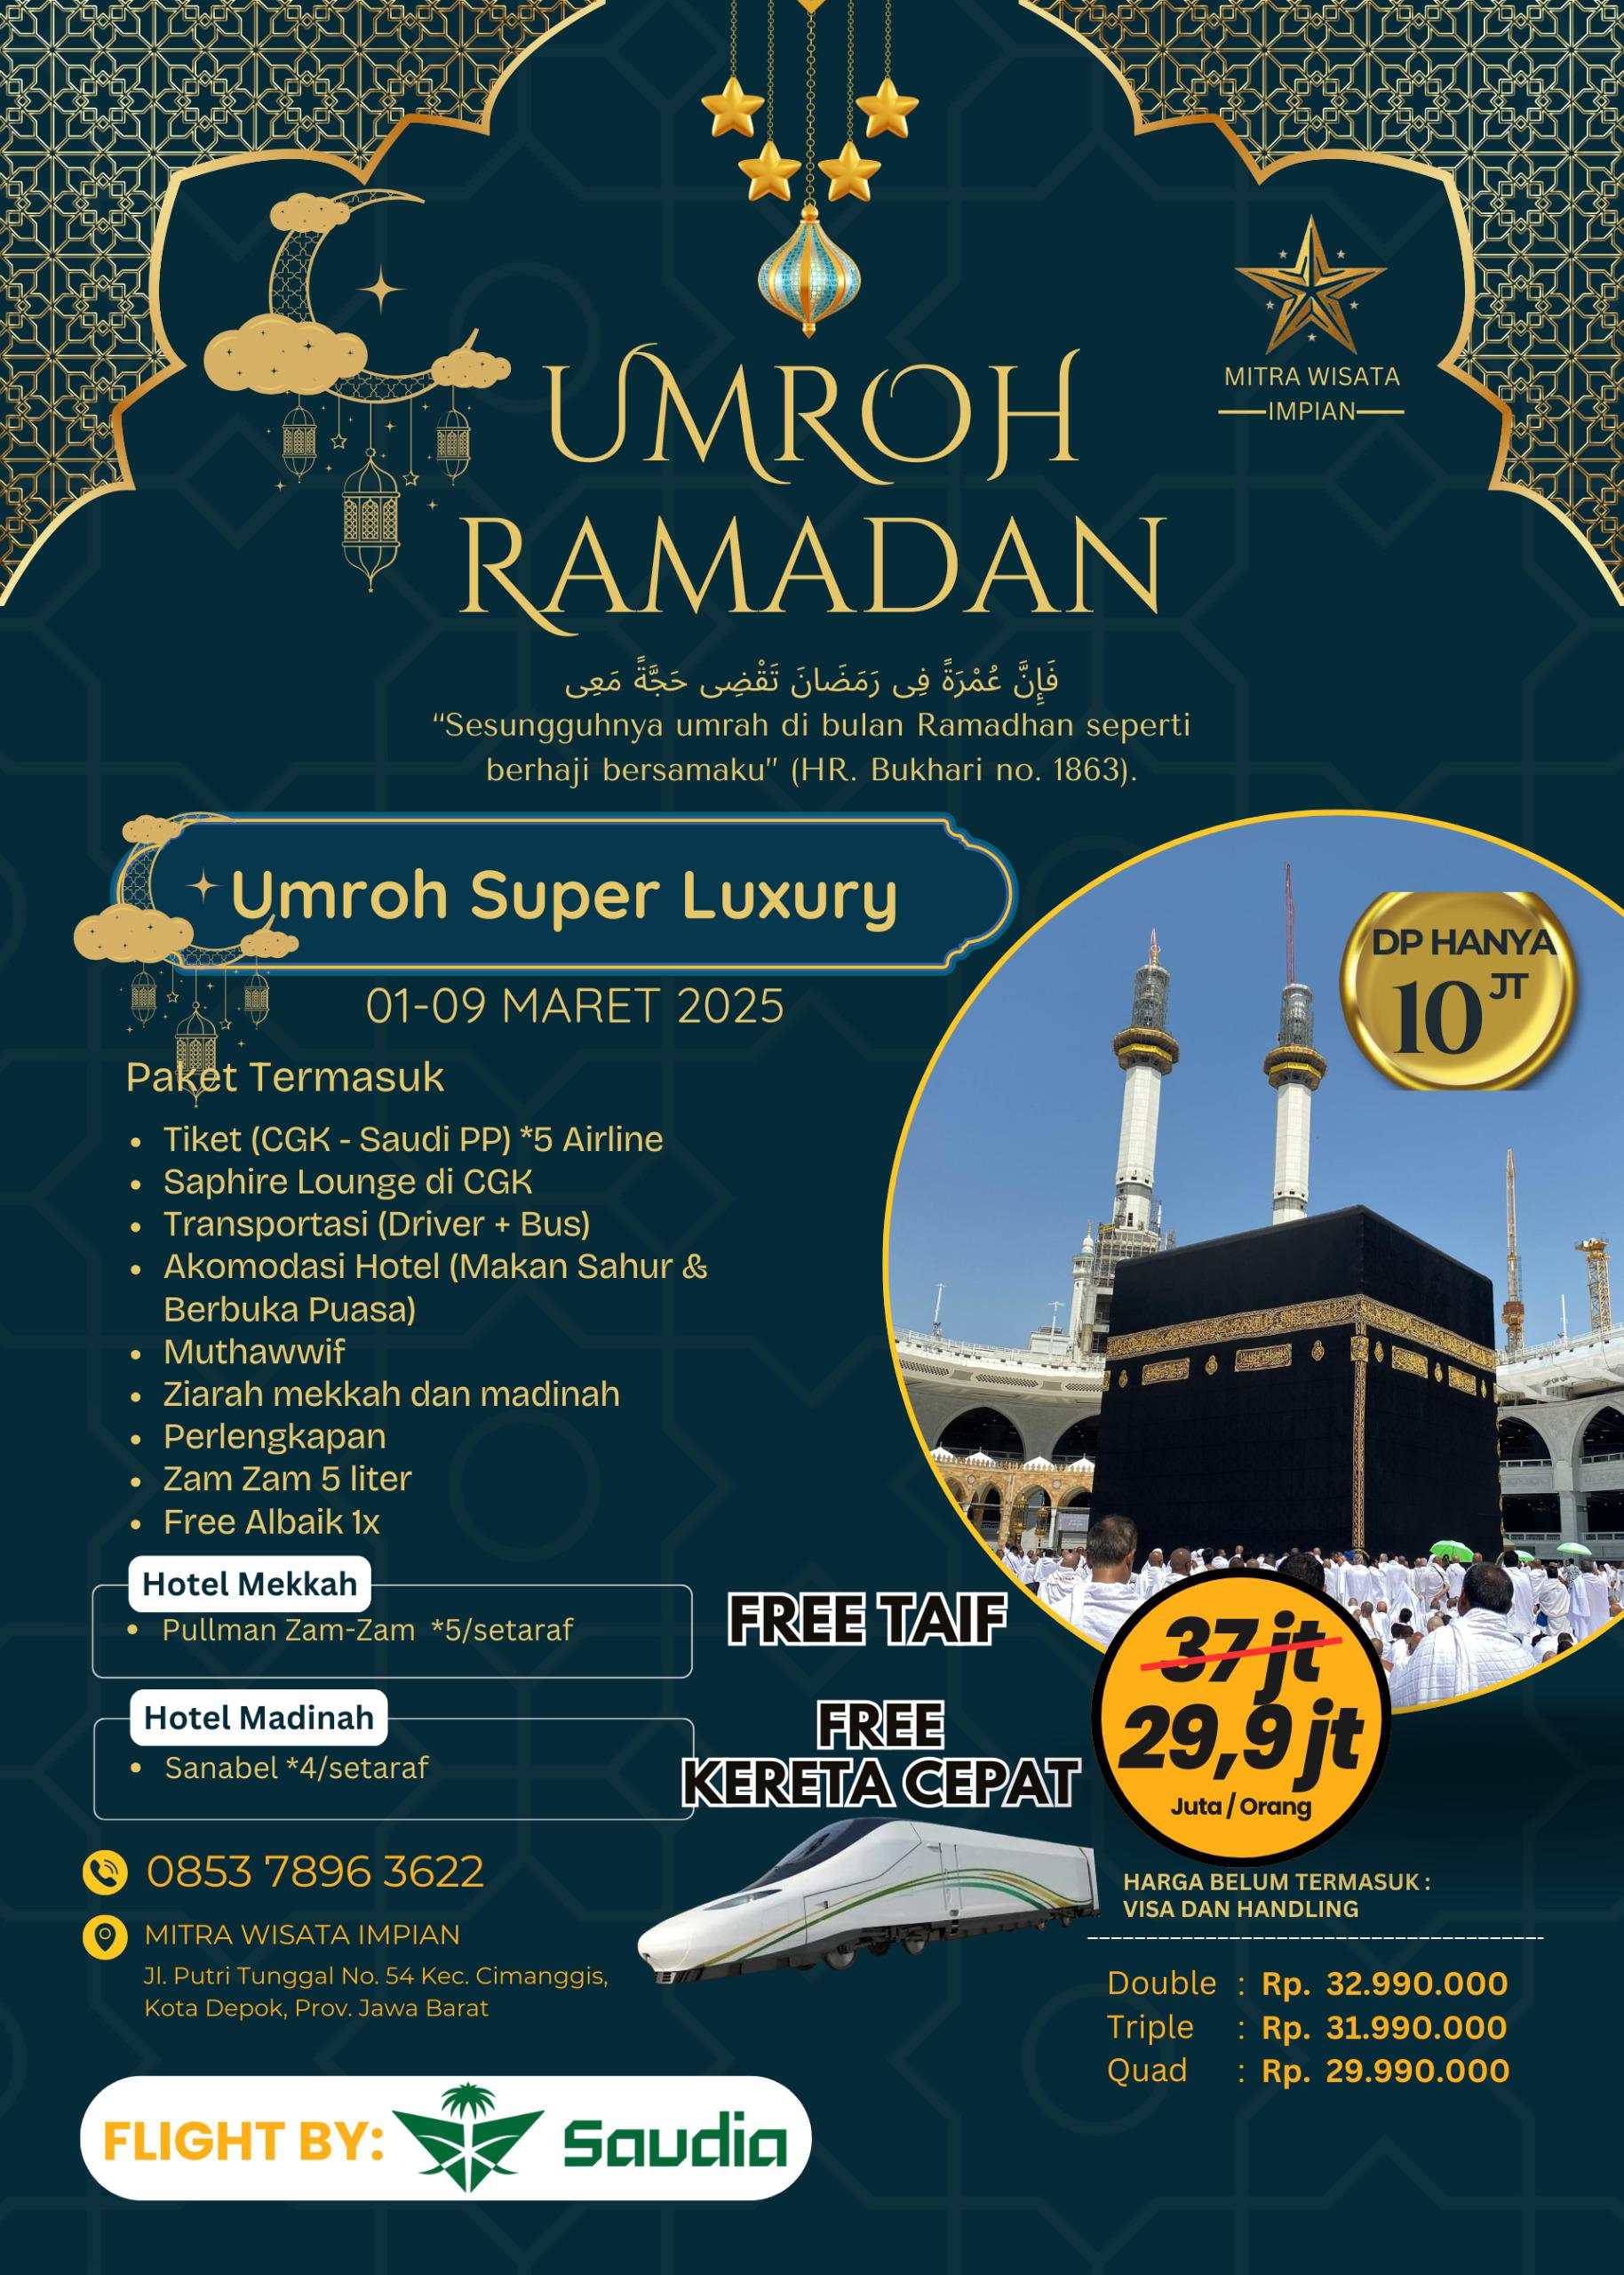 MITRA WISATA
IMPIAN
UMROH
RAMADAN
فَإِنَّ عُمْرَةً فِى رَمَضَانَ تَقْضِى حَجَّةً مَعِى
“Sesungguhnya umrah di bulan Ramadhan seperti
berhaji bersamaku” (HR. Bukhari no. 1863).
Umroh Super Luxury
01-09 MARET 2025
DP HANYA
10 JT
Paket Termasuk
• Tiket (CGK - Saudi PP) *5 Airline
• Saphire Lounge di CGK
• Transportasi (Driver + Bus)
• Akomodasi Hotel (Makan Sahur &
Berbuka Puasa)
• Muthawwif
• Ziarah mekkah dan madinah
• Perlengkapan
• Zam Zam 5 liter
• Free Albaik 1x
Hotel Mekkah
• Pullman Zam-Zam *5/setaraf
Hotel Madinah
• Sanabel *4/setaraf
FREE TAIF
FREE
KERETA CEPAT
37 jt
29,9 jt
Juta / Orang
HARGA BELUM TERMASUK :
VISA DAN HANDLING
Double : Rp. 32.990.000
Triple : Rp. 31.990.000
Quad : Rp. 29.990.000
0853 7896 3622
MITRA WISATA IMPIAN
Jl. Putri Tunggal No. 54 Kec. Cimanggis,
Kota Depok, Prov. Jawa Barat
FLIGHT BY: Saudia